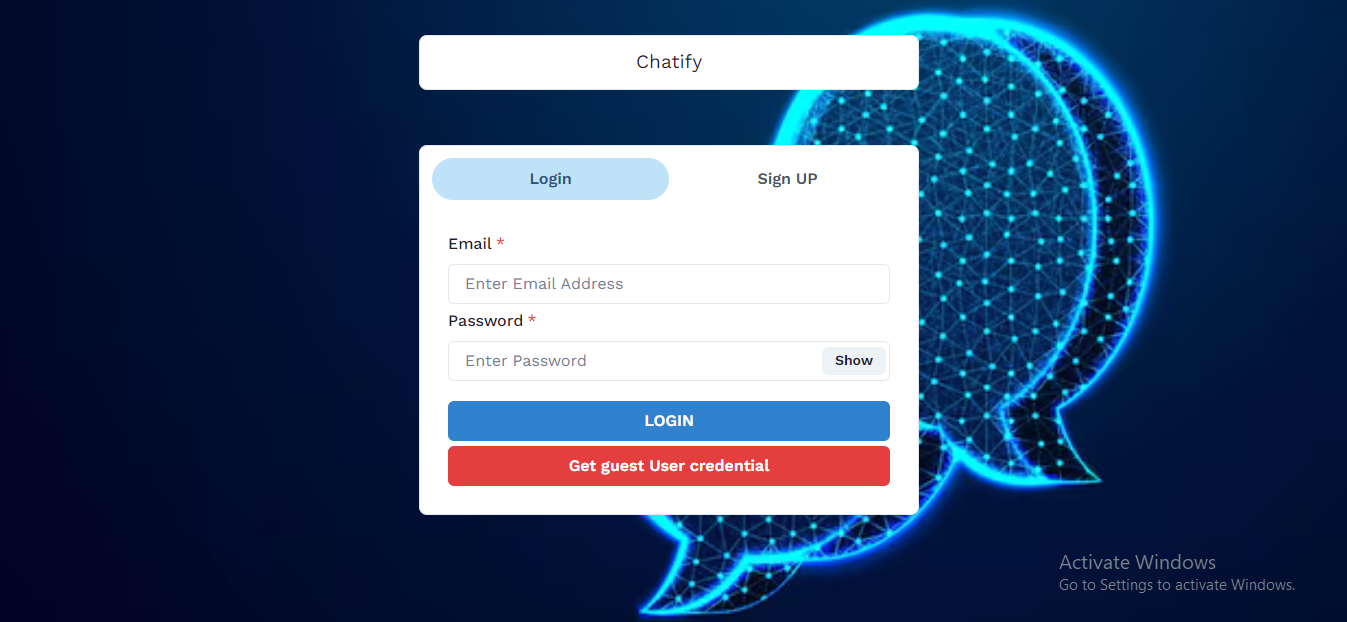 Chatify
Login Sign UP
Email *
Enter Email Address
Password *
Enter Password Show
LOGIN
Get guest User credential
Activate Windows
Go to Settings to activate Windows.